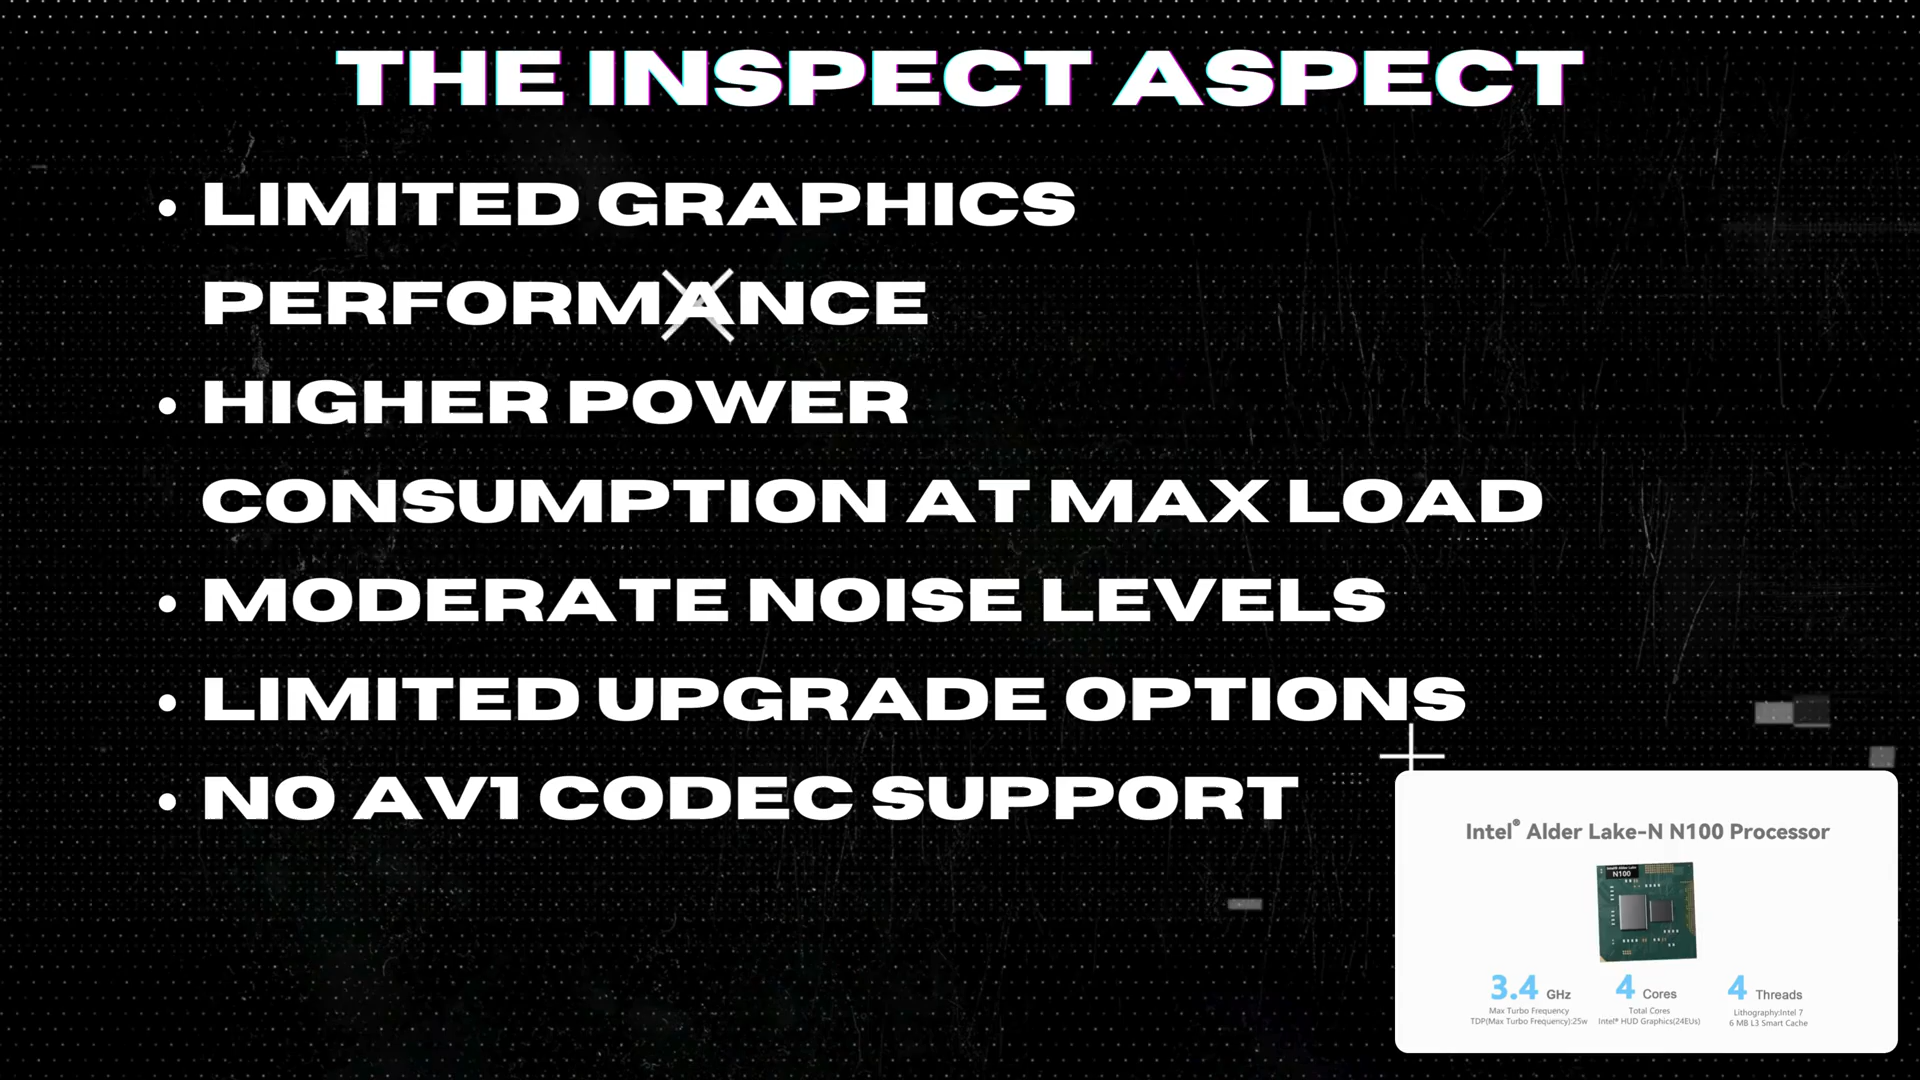 THE INSPECT ASPECT
• LIMITED GRAPHICS
PERFORMANCE
• HIGHER POWER
CONSUMPTION AT MAX LOAD
• MODERATE NOISE LEVELS
• LIMITED UPGRADE OPTIONS
• NO AV1 CODEC SUPPORT
Intel® Alder Lake-N N100 Processor
N100
3.4 GHz
Max Turbo Frequency
TDP(Max Turbo Frequency):25w
4 Cores
Total Cores
Intel® HUD Graphics(24EUs)
4 Threads
Lithography:Intel 7
6 MB L3 Smart Cache